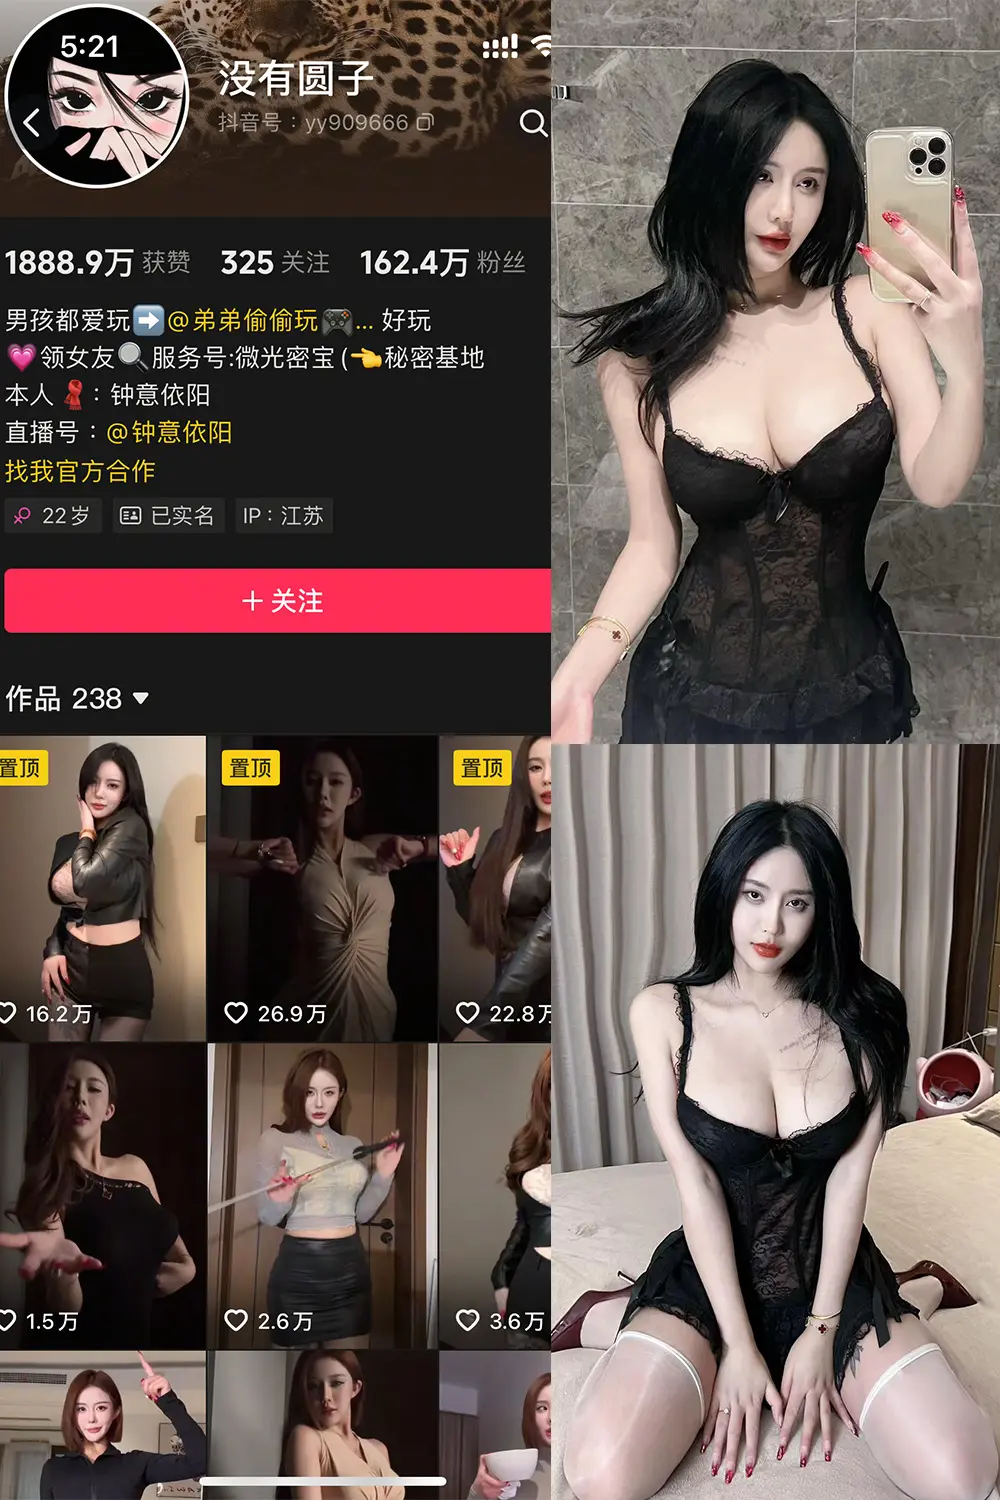 5:21
没有圆子
抖音号：yy909666
1888.9万 获赞 325 关注 162.4万 粉丝
男孩都爱玩➡️@弟弟偷偷玩🎮... 好玩
💗领女友🔍服务号:微光密宝 (👈秘密基地
本人🧣：钟意依阳
直播号：@钟意依阳
找我官方合作
22岁 已实名 IP：江苏
+ 关注
作品 238
置顶 置顶 置顶
16.2万 26.9万 22.8万
1.5万 2.6万 3.6万